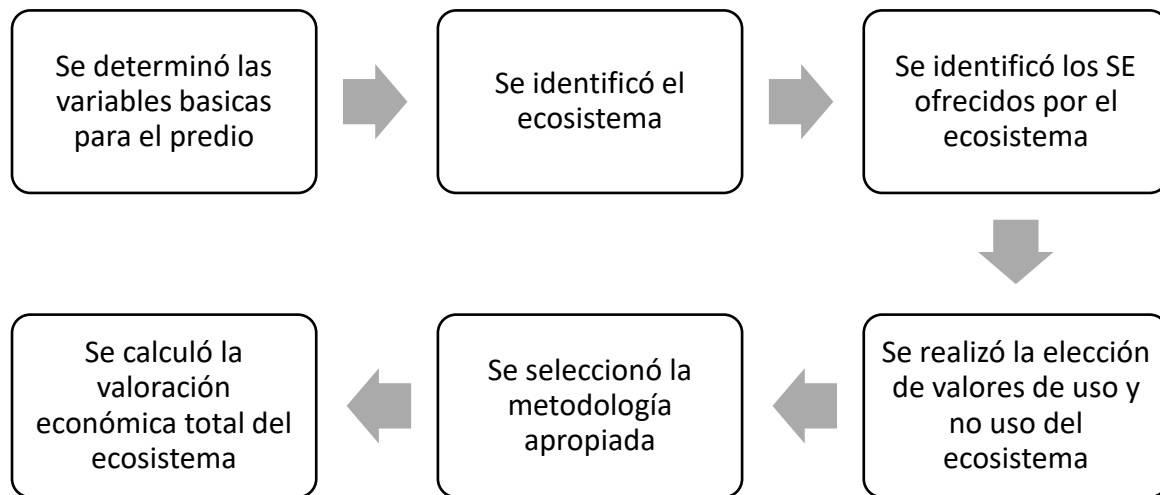 Se determinó las
variables basicas
para el predio
Se identificó el
ecosistema
Se identificó los SE
ofrecidos por el
ecosistema
Se realizó la elección
de valores de uso y
no uso del
ecosistema
Se seleccionó la
metodología
apropiada
Se calculó la
valoración
económica total del
ecosistema